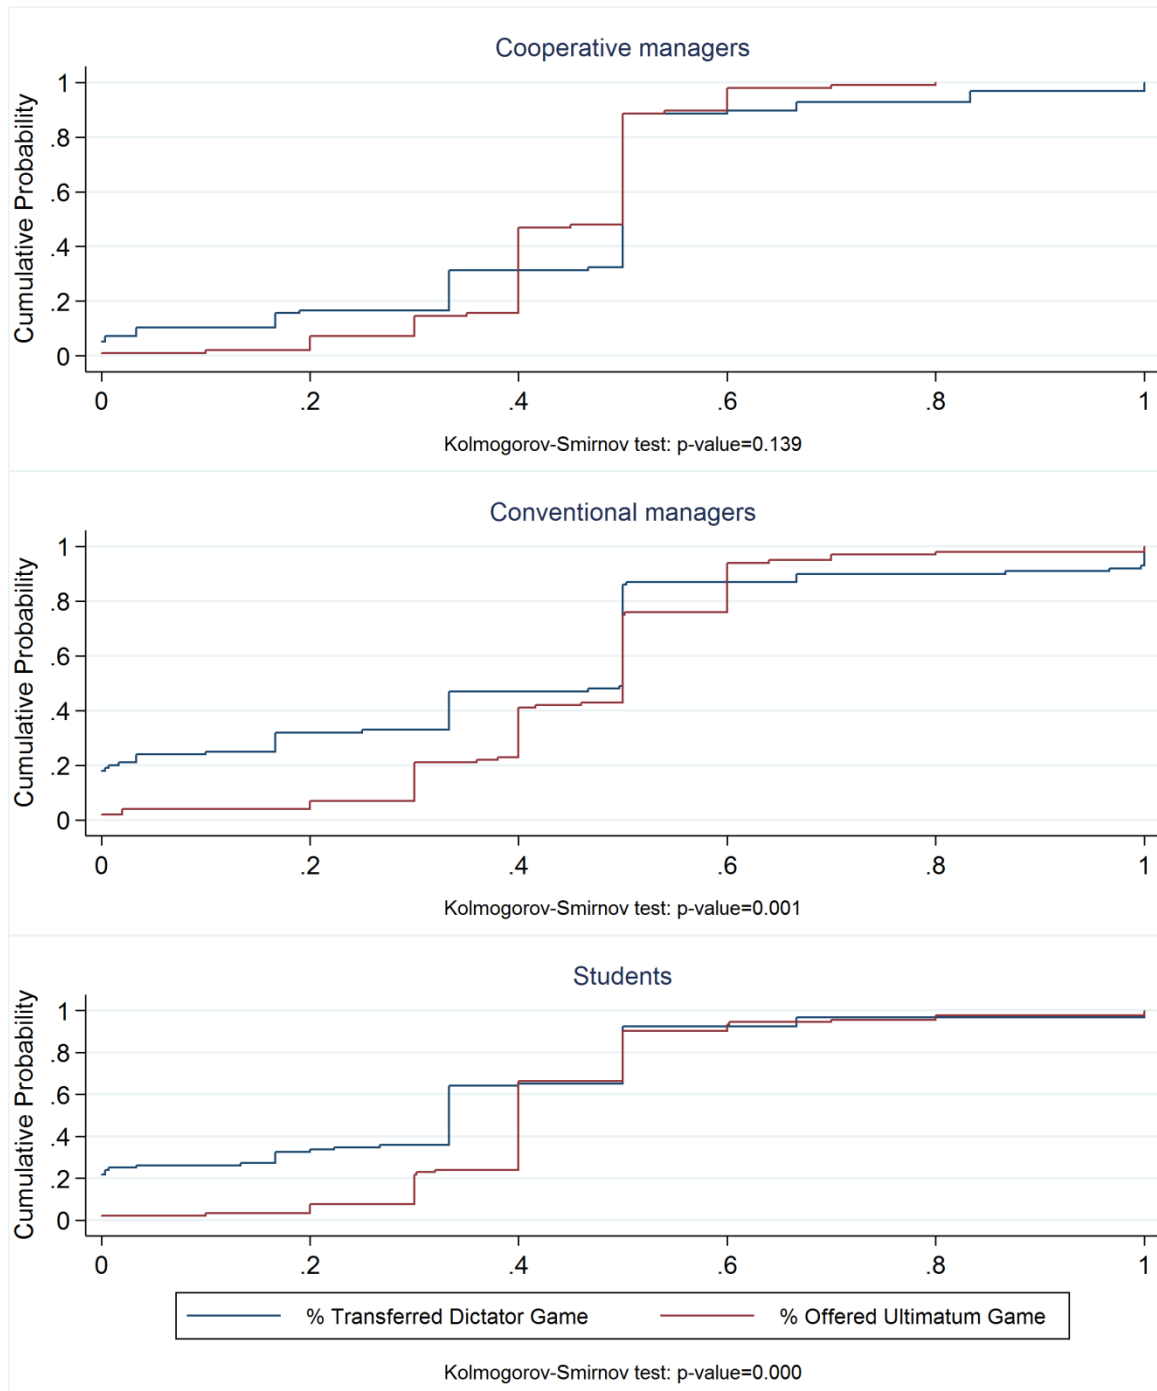 Cooperative managers
Cumulative Probability
1
.8
.6
.4
.2
0
0 .2 .4 .6 .8 1
Kolmogorov-Smirnov test: p-value=0.139
Conventional managers
Cumulative Probability
1
.8
.6
.4
.2
0
0 .2 .4 .6 .8 1
Kolmogorov-Smirnov test: p-value=0.001
Students
Cumulative Probability
1
.8
.6
.4
.2
0
0 .2 .4 .6 .8 1
% Transferred Dictator Game % Offered Ultimatum Game
Kolmogorov-Smirnov test: p-value=0.000